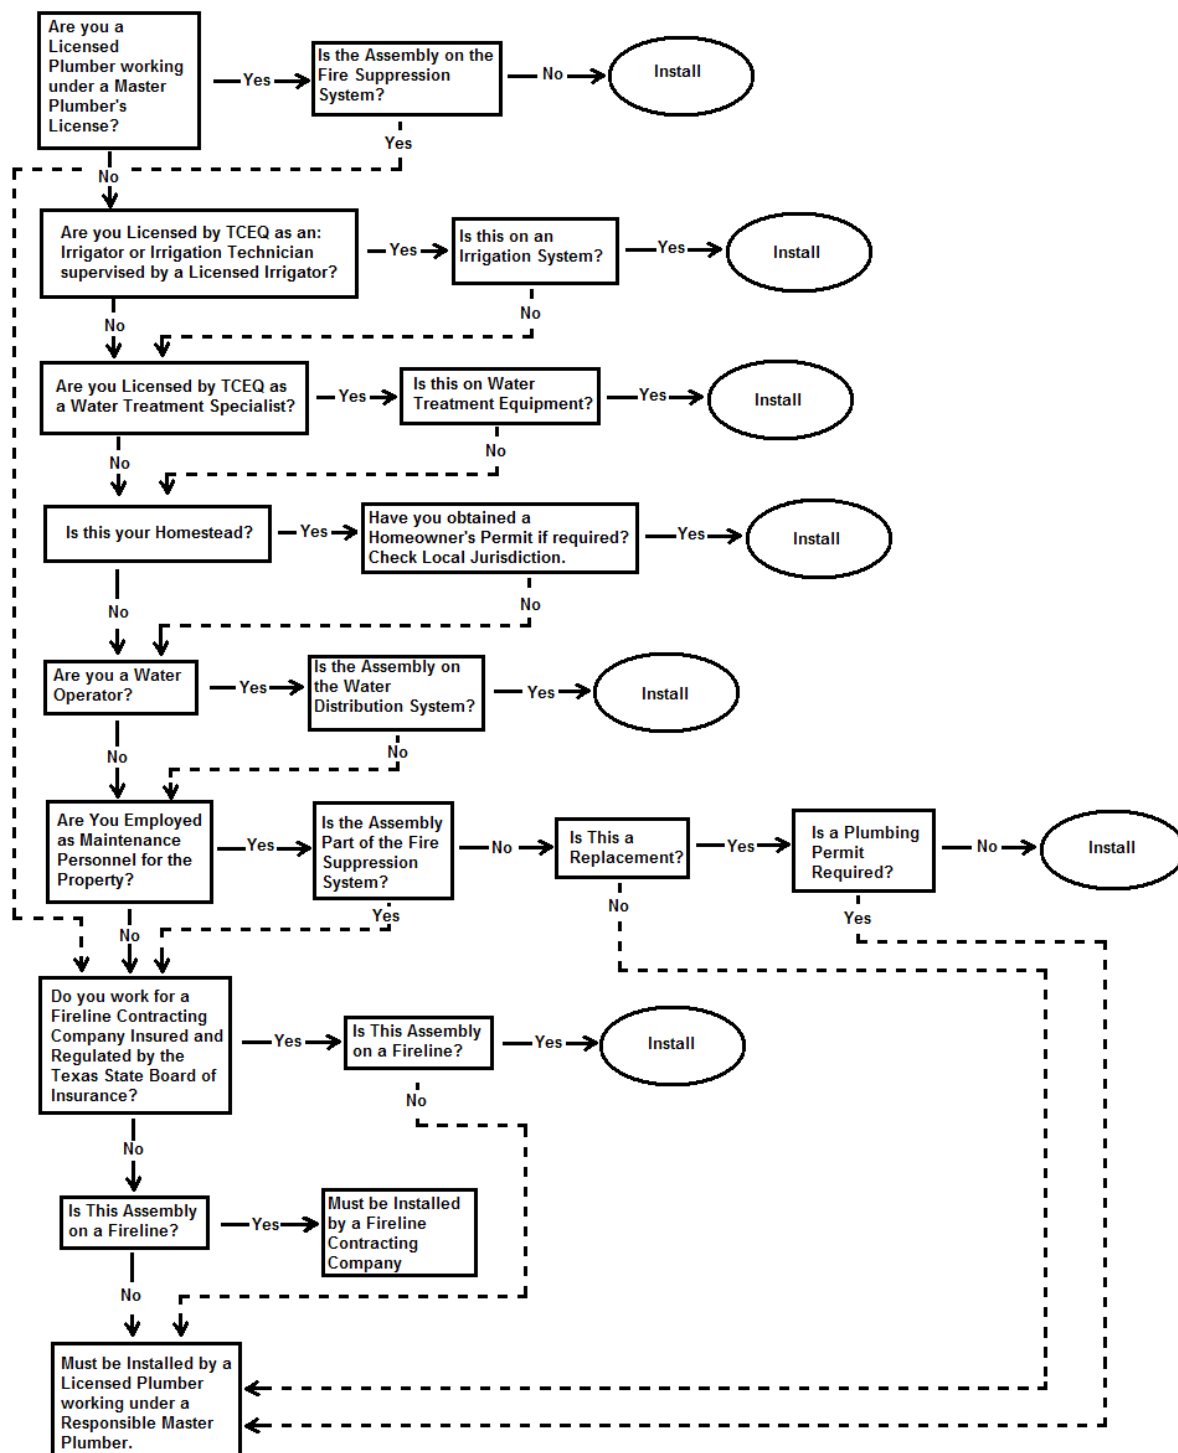 Are you a
Licensed
Plumber working
under a Master
Plumber's
License?
Yes
Is the Assembly on the
Fire Suppression
System?
No
Install
Yes
No
Are you Licensed by TCEQ as an:
Irrigator or Irrigation Technician
supervised by a Licensed Irrigator?
Yes
Is this on an
Irrigation System?
Yes
Install
No
No
Are you Licensed by TCEQ as
a Water Treatment Specialist?
Yes
Is this on Water
Treatment Equipment?
Yes
Install
No
No
Is this your Homestead?
Yes
Have you obtained a
Homeowner's Permit if required?
Check Local Jurisdiction.
Yes
Install
No
No
Are you a Water
Operator?
Yes
Is the Assembly on
the Water
Distribution System?
Yes
Install
No
No
Are You Employed
as Maintenance
Personnel for the
Property?
Yes
Is the Assembly
Part of the Fire
Suppression
System?
No
Is This a
Replacement?
Yes
Is a Plumbing
Permit
Required?
No
Install
No
Yes
No
Yes
Do you work for a
Fireline Contracting
Company Insured and
Regulated by the
Texas State Board of
Insurance?
Yes
Is This Assembly
on a Fireline?
Yes
Install
No
No
Is This Assembly
on a Fireline?
Yes
Must be Installed
by a Fireline
Contracting
Company
No
Must be Installed by a
Licensed Plumber
working under a
Responsible Master
Plumber.